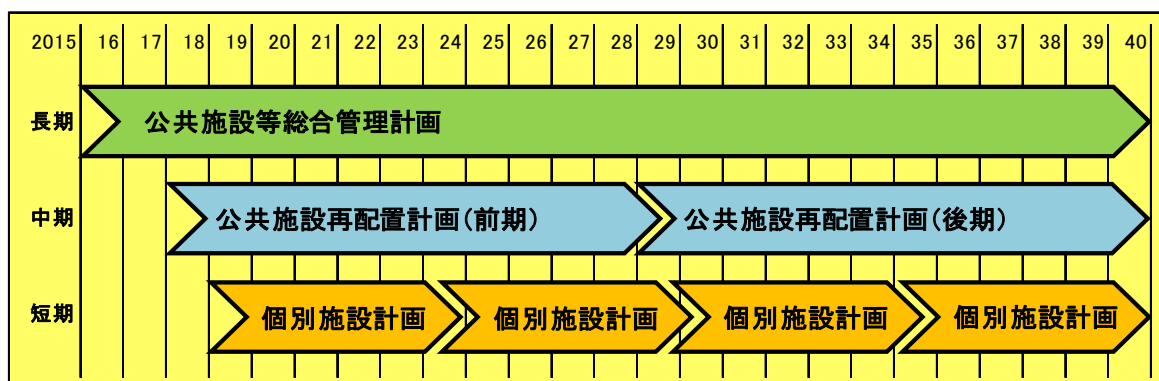 2015 16 17 18 19 20 21 22 23 24 25 26 27 28 29 30 31 32 33 34 35 36 37 38 39 40
長期 公共施設等総合管理計画
中期 公共施設再配置計画(前期) 公共施設再配置計画(後期)
短期 個別施設計画 個別施設計画 個別施設計画 個別施設計画